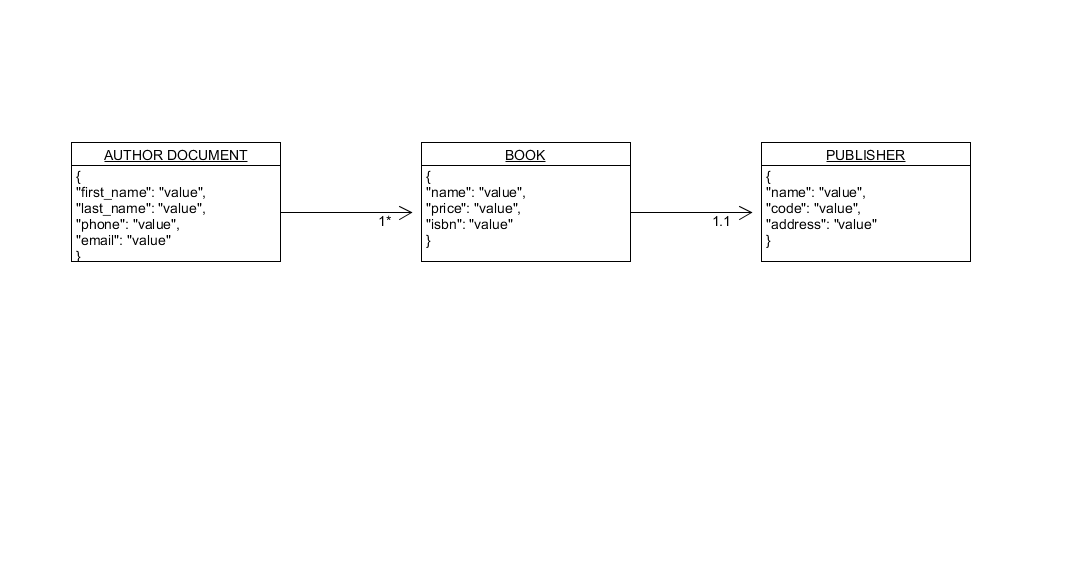 AUTHOR DOCUMENT
{
"first_name": "value",
"last_name": "value",
"phone": "value",
"email": "value"
}
1*
BOOK
{
"name": "value",
"price": "value",
"isbn": "value"
}
1.1
PUBLISHER
{
"name": "value",
"code": "value",
"address": "value"
}